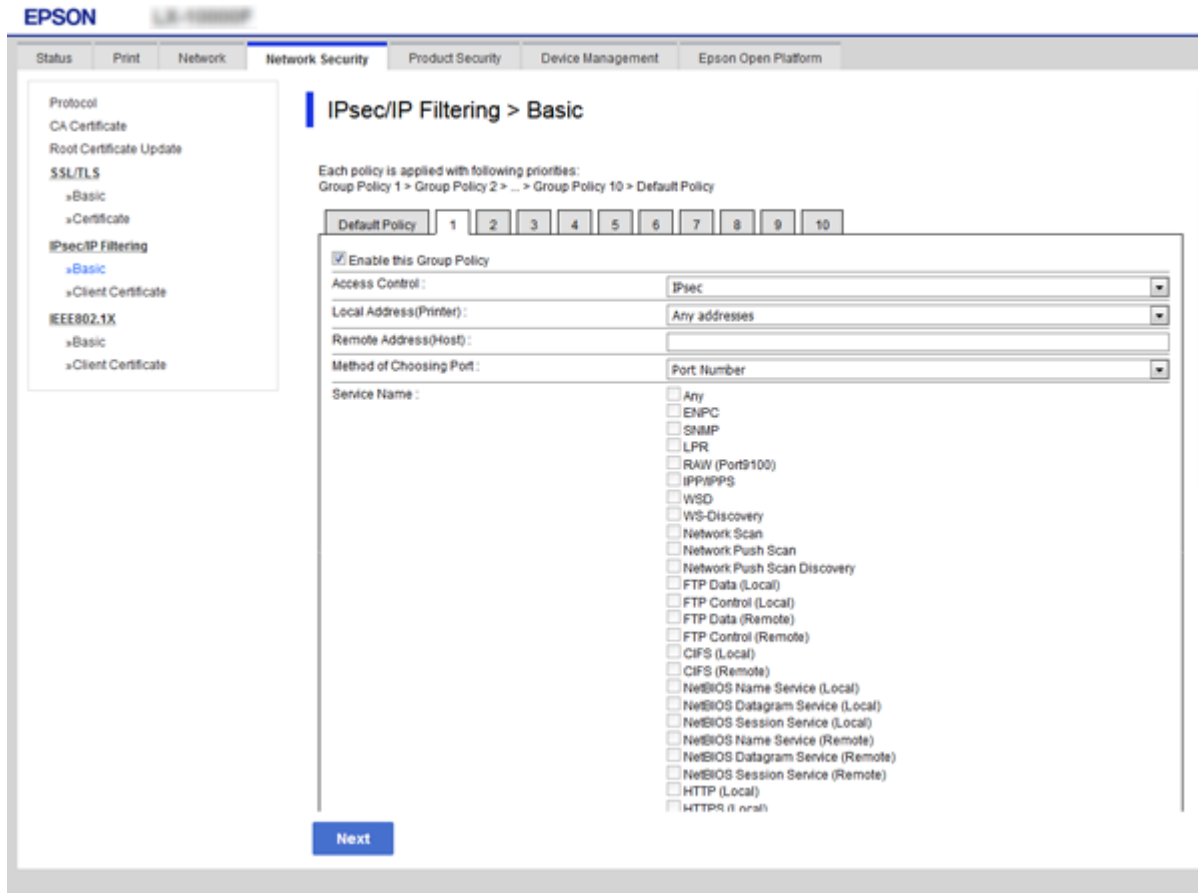 EPSON
Status Print Network Network Security Product Security Device Management Epson Open Platform
Protocol
CA Certificate
Root Certificate Update
SSL/TLS
»Basic
»Certificate
IPsec/IP Filtering
»Basic
»Client Certificate
IEEE802.1X
»Basic
»Client Certificate
IPsec/IP Filtering > Basic
Each policy is applied with following priorities:
Group Policy 1 > Group Policy 2 > ... > Group Policy 10 > Default Policy
Default Policy 1 2 3 4 5 6 7 8 9 10
Enable this Group Policy
Access Control : IPsec
Local Address(Printer) : Any addresses
Remote Address(Host) :
Method of Choosing Port : Port Number
Service Name : Any
ENPC
SNMP
LPR
RAW (Port9100)
IPP/IPPS
WSD
WS-Discovery
Network Scan
Network Push Scan
Network Push Scan Discovery
FTP Data (Local)
FTP Control (Local)
FTP Data (Remote)
FTP Control (Remote)
CIFS (Local)
CIFS (Remote)
NetBIOS Name Service (Local)
NetBIOS Datagram Service (Local)
NetBIOS Session Service (Local)
NetBIOS Name Service (Remote)
NetBIOS Datagram Service (Remote)
NetBIOS Session Service (Remote)
HTTP (Local)
HTTPS (Local)
Next